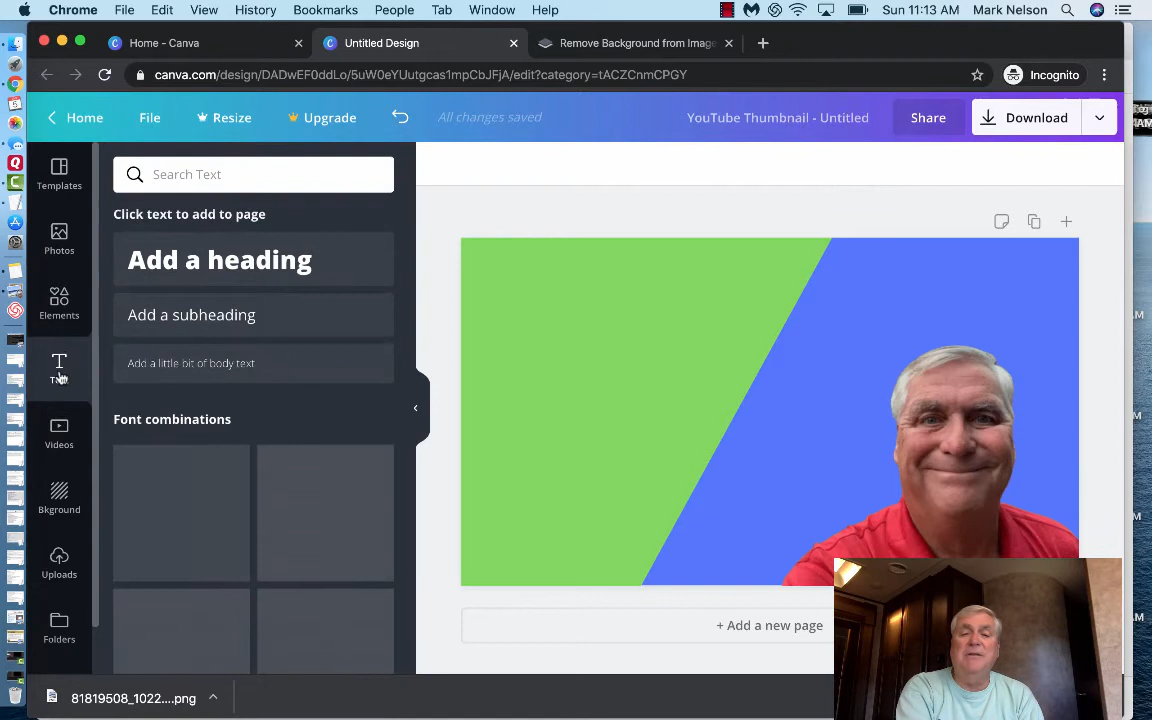 Chrome File Edit View History Bookmarks People Tab Window Help
Sun 11:13 AM Mark Nelson
Home - Canva
Untitled Design
Remove Background from Image
canva.com/design/DADwEF0ddLo/5uW0eYUutgcas1mpCbJFjA/edit?category=tACZCnmCPGY
Incognito
Home File Resize Upgrade All changes saved
YouTube Thumbnail - Untitled Share Download
Templates
Photos
Elements
Videos
Bkground
Uploads
Folders
Search Text
Click text to add to page
Add a heading
Add a subheading
Add a little bit of body text
Font combinations
+ Add a new page
81819508_1022....png